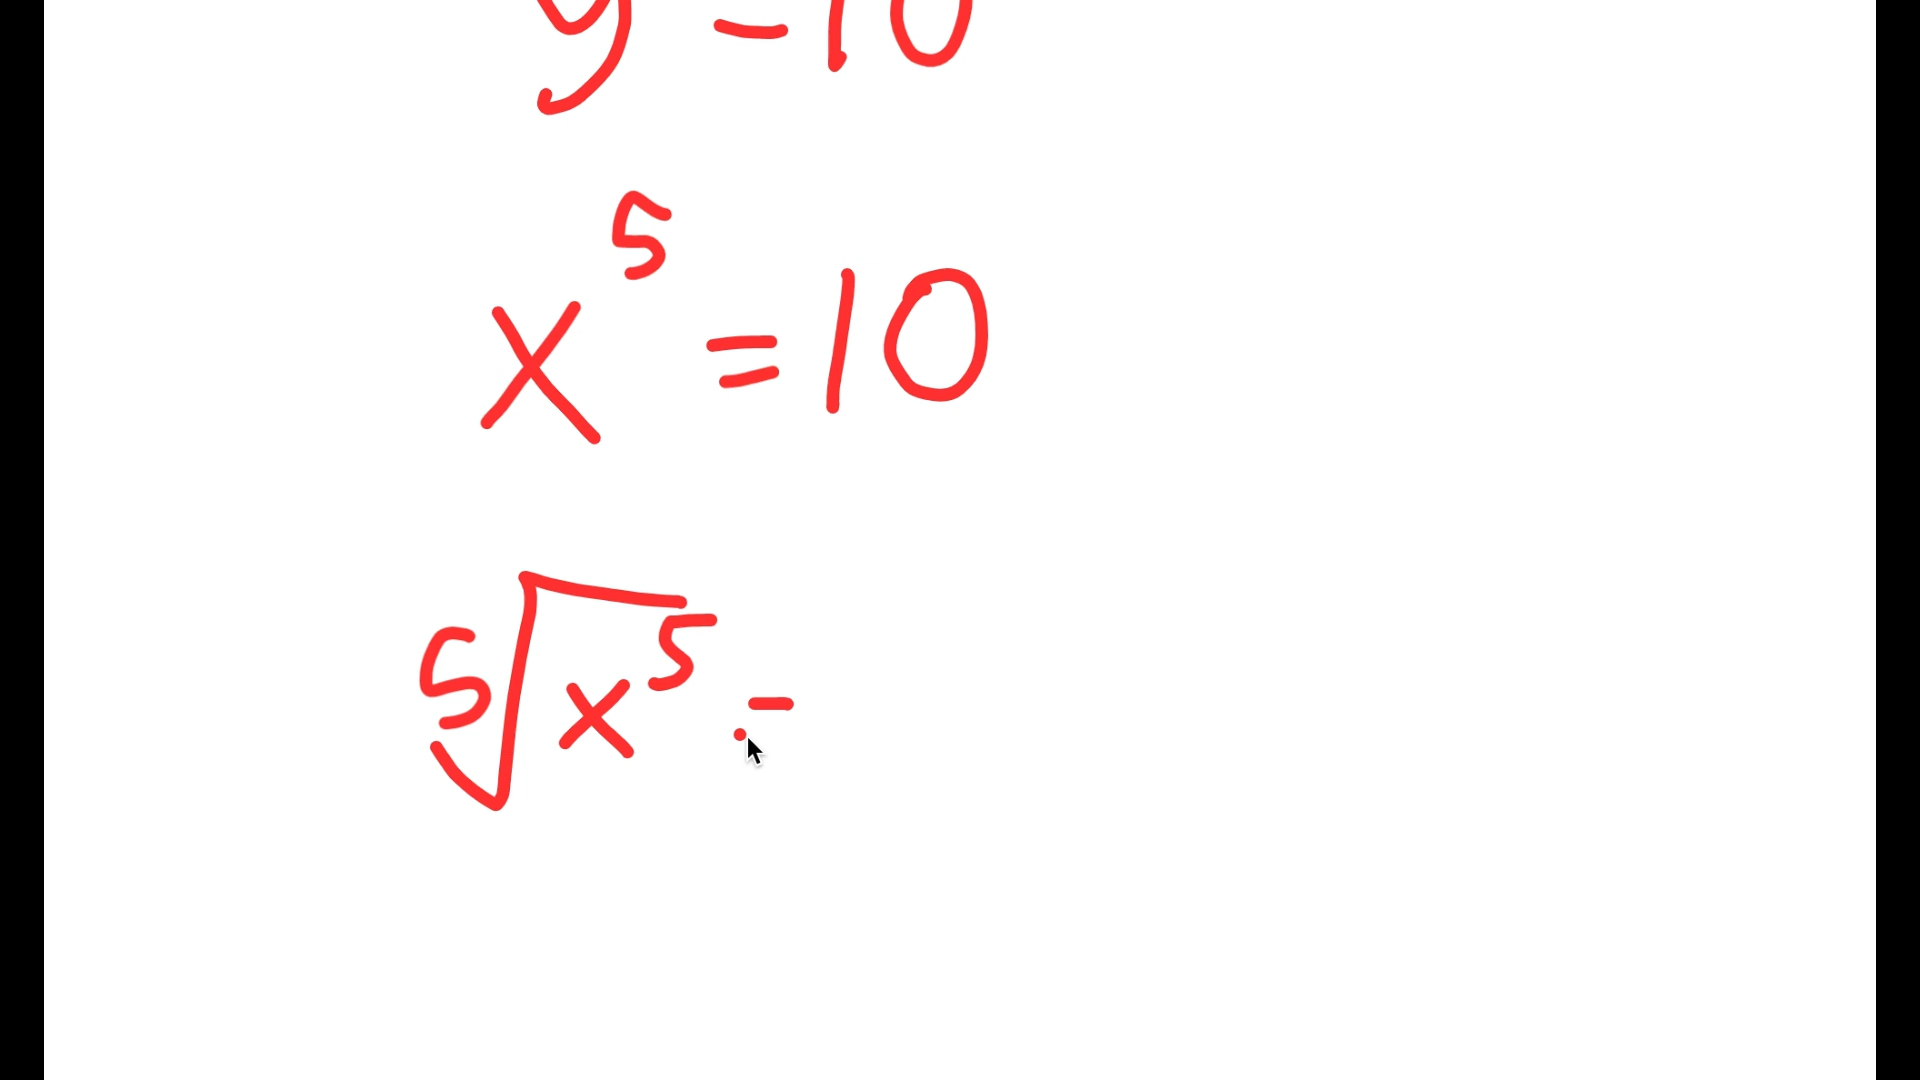 y = 10
x⁵ = 10
⁵√x⁵ -